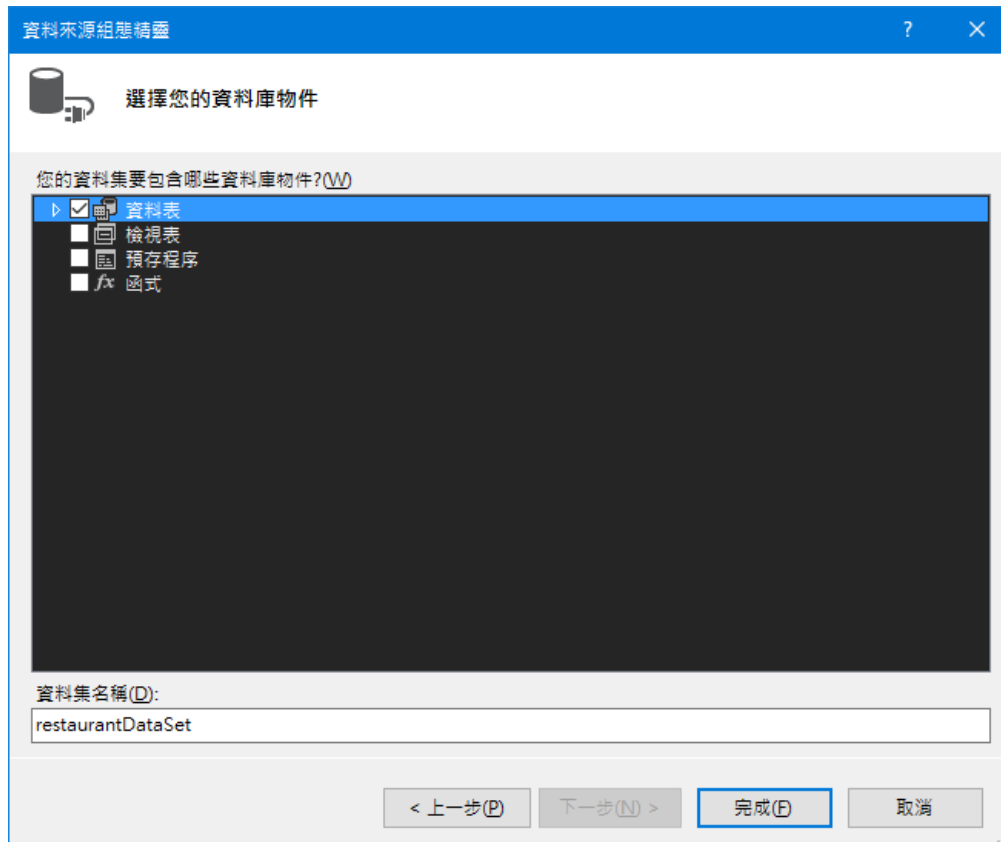 資料來源組態精靈
?
選擇您的資料庫物件
您的資料集要包含哪些資料庫物件?(W)
資料表
檢視表
預存程序
fx 函式
資料集名稱(D):
restaurantDataSet
< 上一步(P) 下一步(N) > 完成(F) 取消